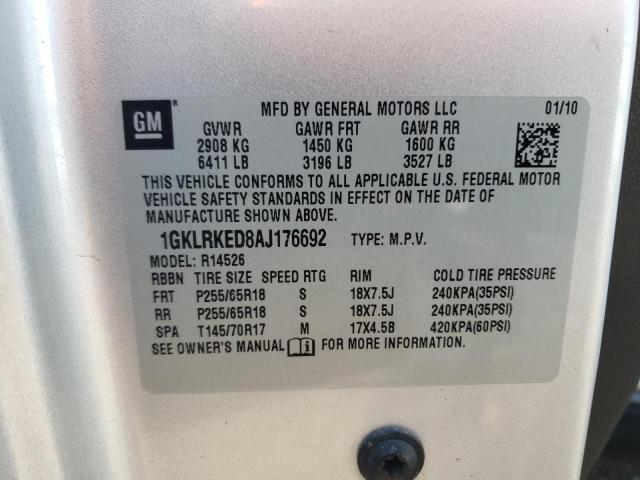 GM ® MFD BY GENERAL MOTORS LLC 01/10
GVWR GAWR FRT GAWR RR
2908 KG 1450 KG 1600 KG
6411 LB 3196 LB 3527 LB
THIS VEHICLE CONFORMS TO ALL APPLICABLE U.S. FEDERAL MOTOR
VEHICLE SAFETY STANDARDS IN EFFECT ON THE DATE OF
MANUFACTURE SHOWN ABOVE.
1GKLRKED8AJ176692 TYPE: M.P.V.
MODEL: R14526
RBBN TIRE SIZE SPEED RTG RIM COLD TIRE PRESSURE
FRT P255/65R18 S 18X7.5J 240KPA(35PSI)
RR P255/65R18 S 18X7.5J 240KPA(35PSI)
SPA T145/70R17 M 17X4.5B 420KPA(60PSI)
SEE OWNER'S MANUAL i FOR MORE INFORMATION.